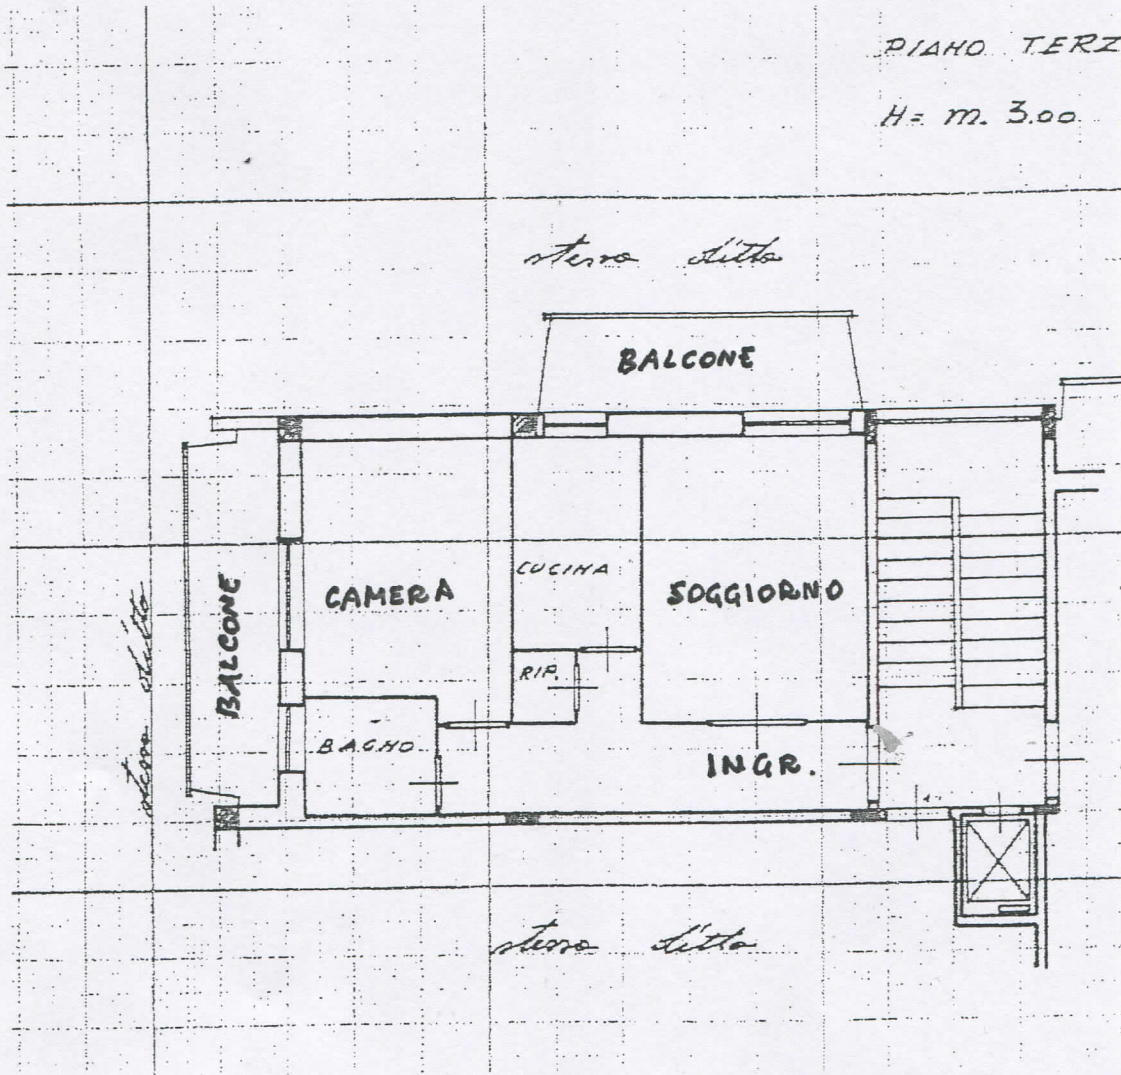 PIANO TERZ
H= m. 3.00
stessa ditta
BALCONE
CAMERA
CUCINA
SOGGIORNO
BALCONE
stessa ditta
RIP.
BAGNO
INGR.
stessa ditta